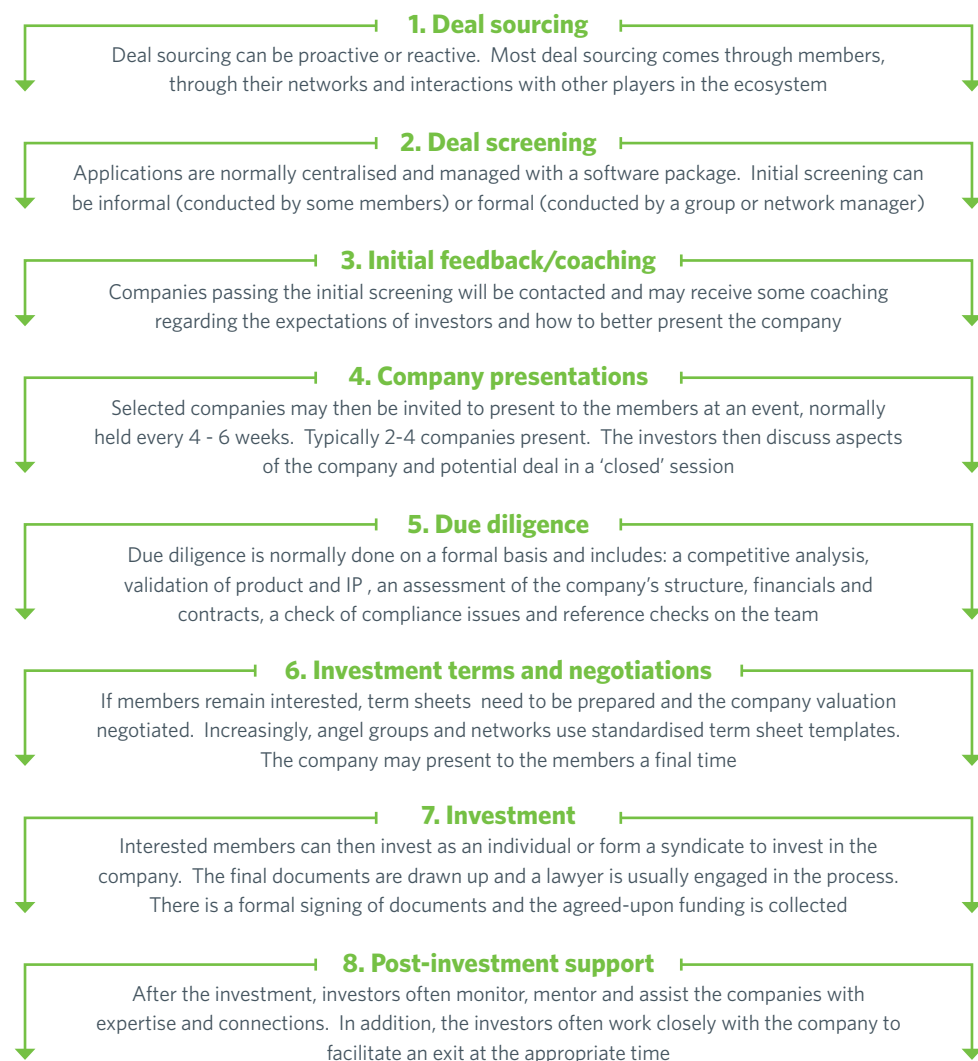 1. Deal sourcing
Deal sourcing can be proactive or reactive. Most deal sourcing comes through members,
through their networks and interactions with other players in the ecosystem
2. Deal screening
Applications are normally centralised and managed with a software package. Initial screening can
be informal (conducted by some members) or formal (conducted by a group or network manager)
3. Initial feedback/coaching
Companies passing the initial screening will be contacted and may receive some coaching
regarding the expectations of investors and how to better present the company
4. Company presentations
Selected companies may then be invited to present to the members at an event, normally
held every 4 - 6 weeks. Typically 2-4 companies present. The investors then discuss aspects
of the company and potential deal in a ‘closed’ session
5. Due diligence
Due diligence is normally done on a formal basis and includes: a competitive analysis,
validation of product and IP , an assessment of the company’s structure, financials and
contracts, a check of compliance issues and reference checks on the team
6. Investment terms and negotiations
If members remain interested, term sheets need to be prepared and the company valuation
negotiated. Increasingly, angel groups and networks use standardised term sheet templates.
The company may present to the members a final time
7. Investment
Interested members can then invest as an individual or form a syndicate to invest in the
company. The final documents are drawn up and a lawyer is usually engaged in the process.
There is a formal signing of documents and the agreed-upon funding is collected
8. Post-investment support
After the investment, investors often monitor, mentor and assist the companies with
expertise and connections. In addition, the investors often work closely with the company to
facilitate an exit at the appropriate time